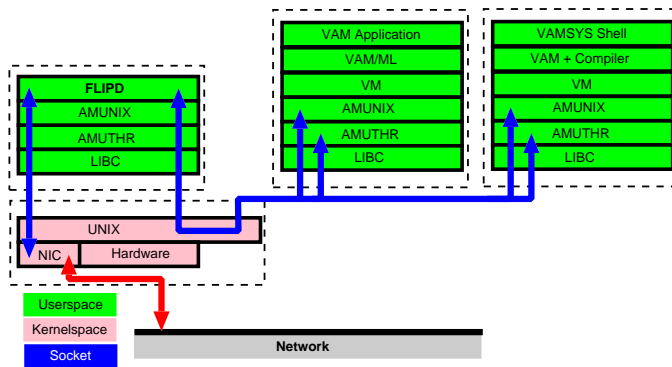 FLIPD
AMUNIX
AMUTHR
LIBC
VAM Application
VAM/ML
VM
AMUNIX
AMUTHR
LIBC
VAMSYS Shell
VAM + Compiler
VM
AMUNIX
AMUTHR
LIBC
UNIX
NIC
Hardware
Userspace
Kernelspace
Socket
Network